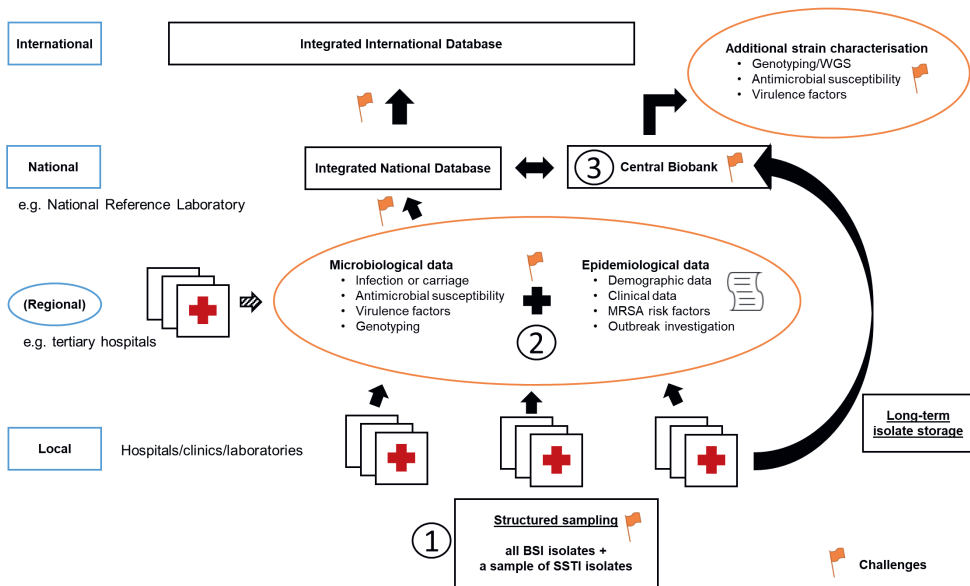 International
Integrated International Database
Additional strain characterisation
• Genotyping/WGS
• Antimicrobial susceptibility
• Virulence factors
National
Integrated National Database
3 Central Biobank
e.g. National Reference Laboratory
Microbiological data
• Infection or carriage
• Antimicrobial susceptibility
• Virulence factors
• Genotyping
Epidemiological data
• Demographic data
• Clinical data
• MRSA risk factors
• Outbreak investigation
2
(Regional)
e.g. tertiary hospitals
Local
Hospitals/clinics/laboratories
Long-term
isolate storage
1
Structured sampling
all BSI isolates +
a sample of SSTI isolates
Challenges